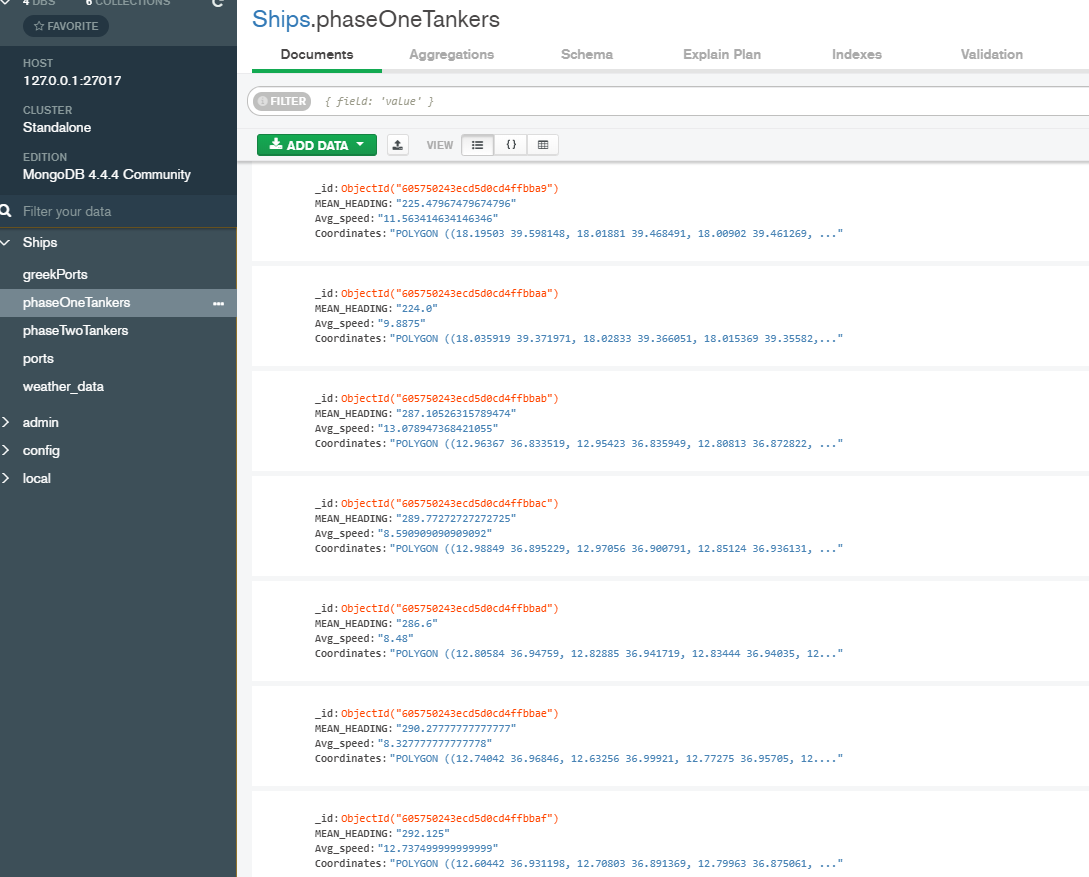 4 DBS 6 COLLECTIONS
FAVORITE
HOST
127.0.0.1:27017
CLUSTER
Standalone
EDITION
MongoDB 4.4.4 Community
Filter your data
Ships
greekPorts
phaseOneTankers
phaseTwoTankers
ports
weather_data
admin
config
local
Ships.phaseOneTankers
Documents Aggregations Schema Explain Plan Indexes Validation
FILTER { field: 'value' }
ADD DATA VIEW
_id: ObjectId("605750243ecd5d0cd4ffbba9")
MEAN_HEADING: "225.47967479674796"
Avg_speed: "11.563414634146346"
Coordinates: "POLYGON ((18.19503 39.598148, 18.01881 39.468491, 18.00902 39.461269, ..."
_id: ObjectId("605750243ecd5d0cd4ffbbaa")
MEAN_HEADING: "224.0"
Avg_speed: "9.8875"
Coordinates: "POLYGON ((18.035919 39.371971, 18.02833 39.366051, 18.015369 39.35582,..."
_id: ObjectId("605750243ecd5d0cd4ffbbab")
MEAN_HEADING: "287.10526315789474"
Avg_speed: "13.078947368421055"
Coordinates: "POLYGON ((12.96367 36.833519, 12.95423 36.835949, 12.80813 36.872822, ..."
_id: ObjectId("605750243ecd5d0cd4ffbbac")
MEAN_HEADING: "289.77272727272725"
Avg_speed: "8.590909090909092"
Coordinates: "POLYGON ((12.98849 36.895229, 12.97056 36.900791, 12.85124 36.936131, ..."
_id: ObjectId("605750243ecd5d0cd4ffbbad")
MEAN_HEADING: "286.6"
Avg_speed: "8.48"
Coordinates: "POLYGON ((12.80584 36.94759, 12.82885 36.941719, 12.83444 36.94035, 12..."
_id: ObjectId("605750243ecd5d0cd4ffbbae")
MEAN_HEADING: "290.27777777777777"
Avg_speed: "8.327777777777778"
Coordinates: "POLYGON ((12.74042 36.96846, 12.63256 36.99921, 12.77275 36.95705, 12...."
_id: ObjectId("605750243ecd5d0cd4ffbbaf")
MEAN_HEADING: "292.125"
Avg_speed: "12.737499999999999"
Coordinates: "POLYGON ((12.60442 36.931198, 12.70803 36.891369, 12.79963 36.875061, ..."